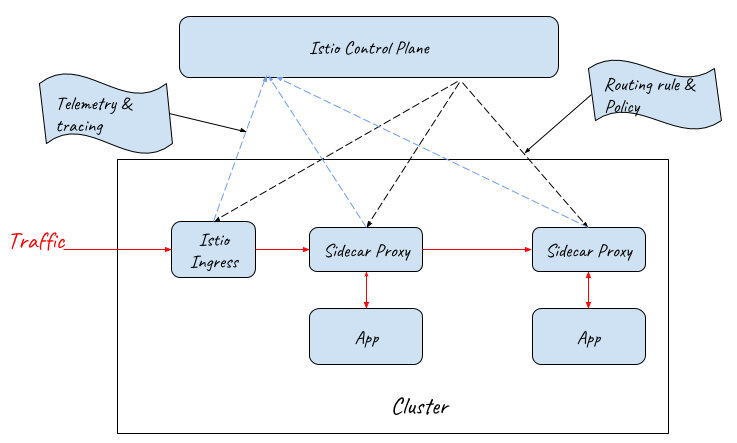 Istio Control Plane
Telemetry &
tracing
Routing rule &
Policy
Traffic
Istio
Ingress
Sidecar Proxy
Sidecar Proxy
App
App
Cluster